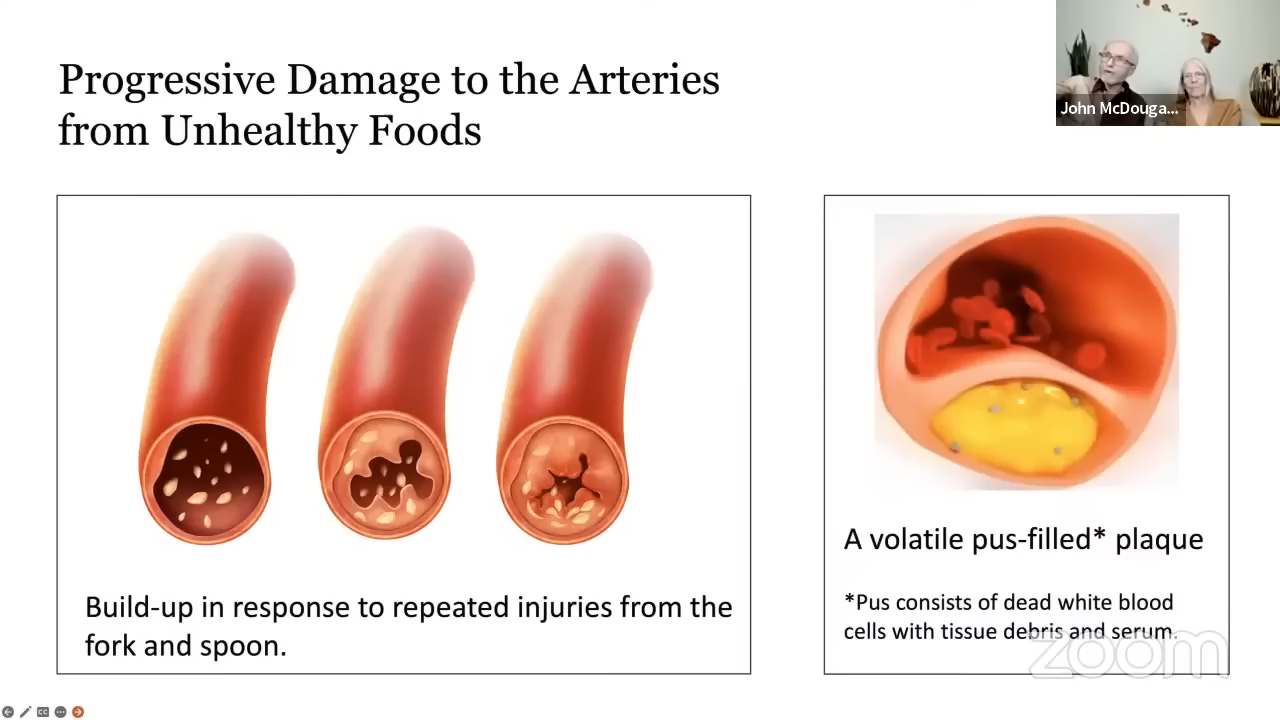 Progressive Damage to the Arteries
from Unhealthy Foods
John McDouga...
Build-up in response to repeated injuries from the
fork and spoon.
A volatile pus-filled* plaque
*Pus consists of dead white blood
cells with tissue debris and serum.
zoom
CC